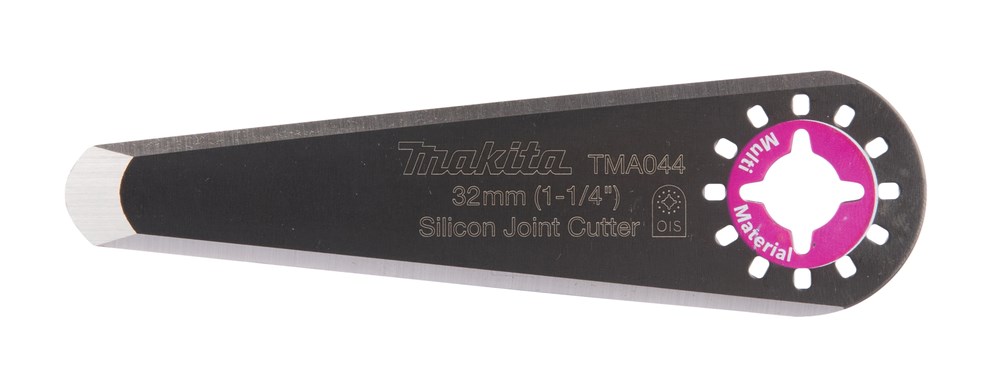 Makita TMA044
32mm (1-1/4")
Silicon Joint Cutter
OIS
Multi
Material